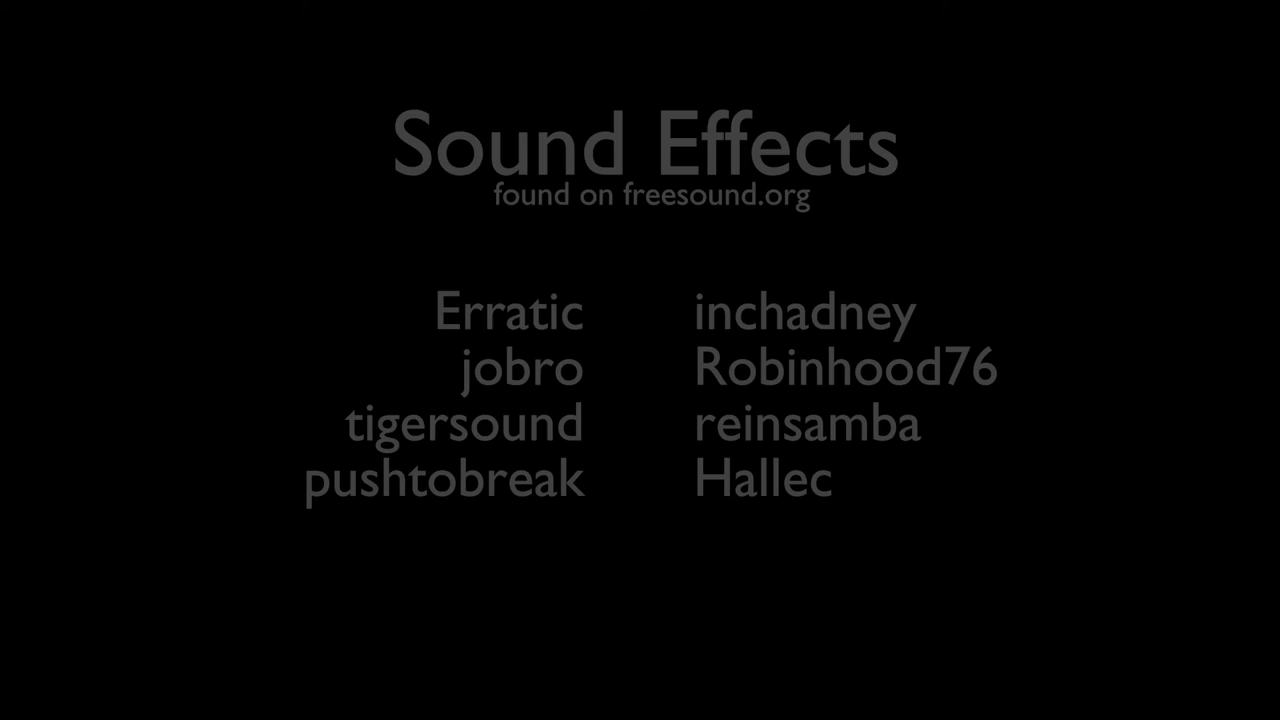 Sound Effects
found on freesound.org
Erratic
jobro
tigersound
pushtobreak
inchadney
Robinhood76
reinsamba
Hallec